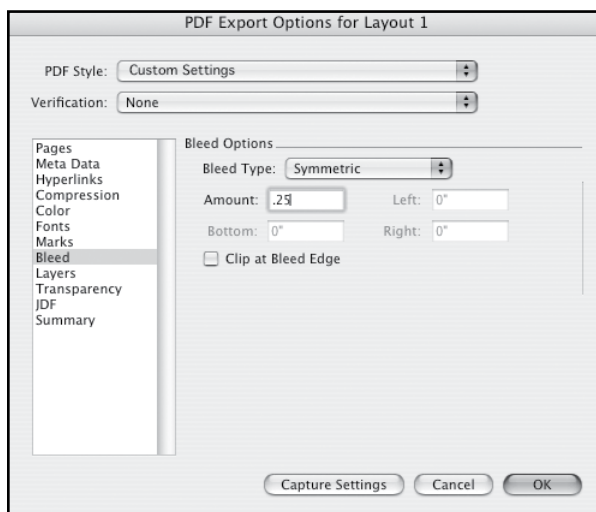 PDF Export Options for Layout 1
PDF Style: Custom Settings
Verification: None
Pages
Meta Data
Hyperlinks
Compression
Color
Fonts
Marks
Bleed
Layers
Transparency
JDF
Summary
Bleed Options
Bleed Type: Symmetric
Amount: .25 Left: 0"
Bottom: 0" Right: 0"
Clip at Bleed Edge
Capture Settings Cancel OK